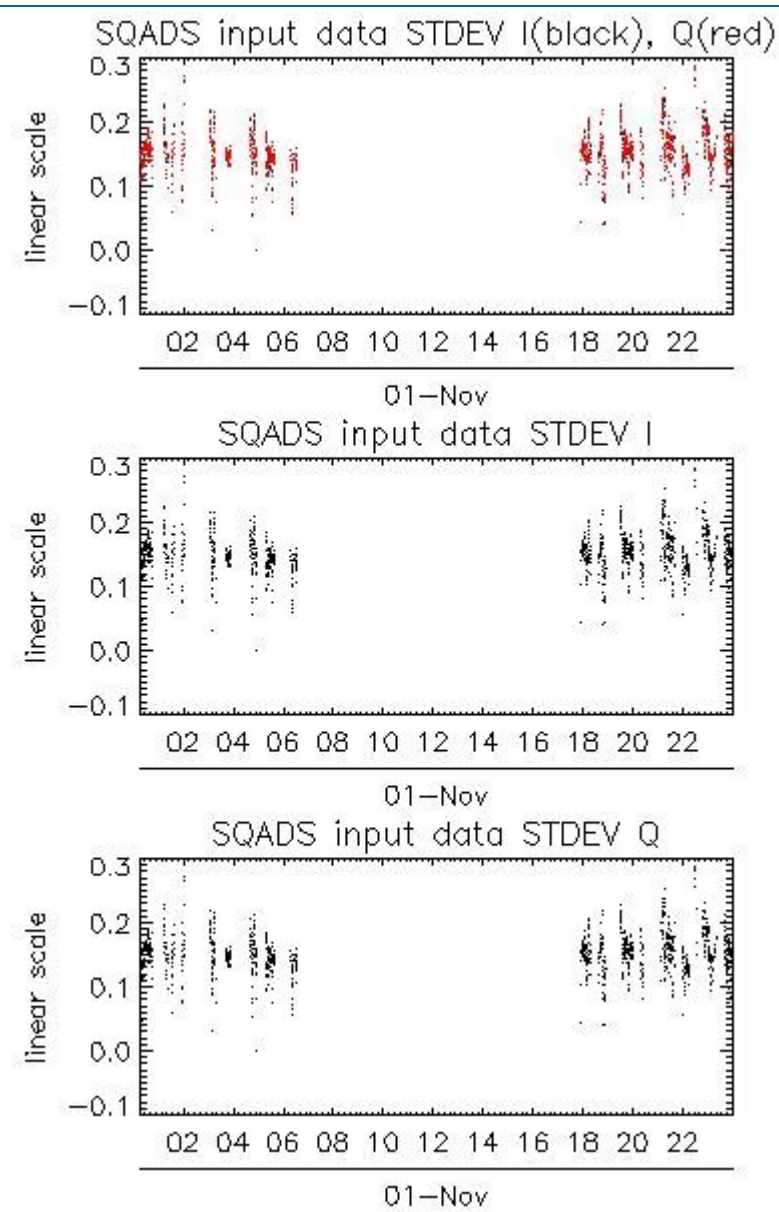 SQADS input data STDEV I(black), Q(red)
0.3
0.2
0.1
0.0
−0.1
linear scale
02 04 06 08 10 12 14 16 18 20 22
01−Nov
SQADS input data STDEV I
0.3
0.2
0.1
0.0
−0.1
linear scale
02 04 06 08 10 12 14 16 18 20 22
01−Nov
SQADS input data STDEV Q
0.3
0.2
0.1
0.0
−0.1
linear scale
02 04 06 08 10 12 14 16 18 20 22
01−Nov